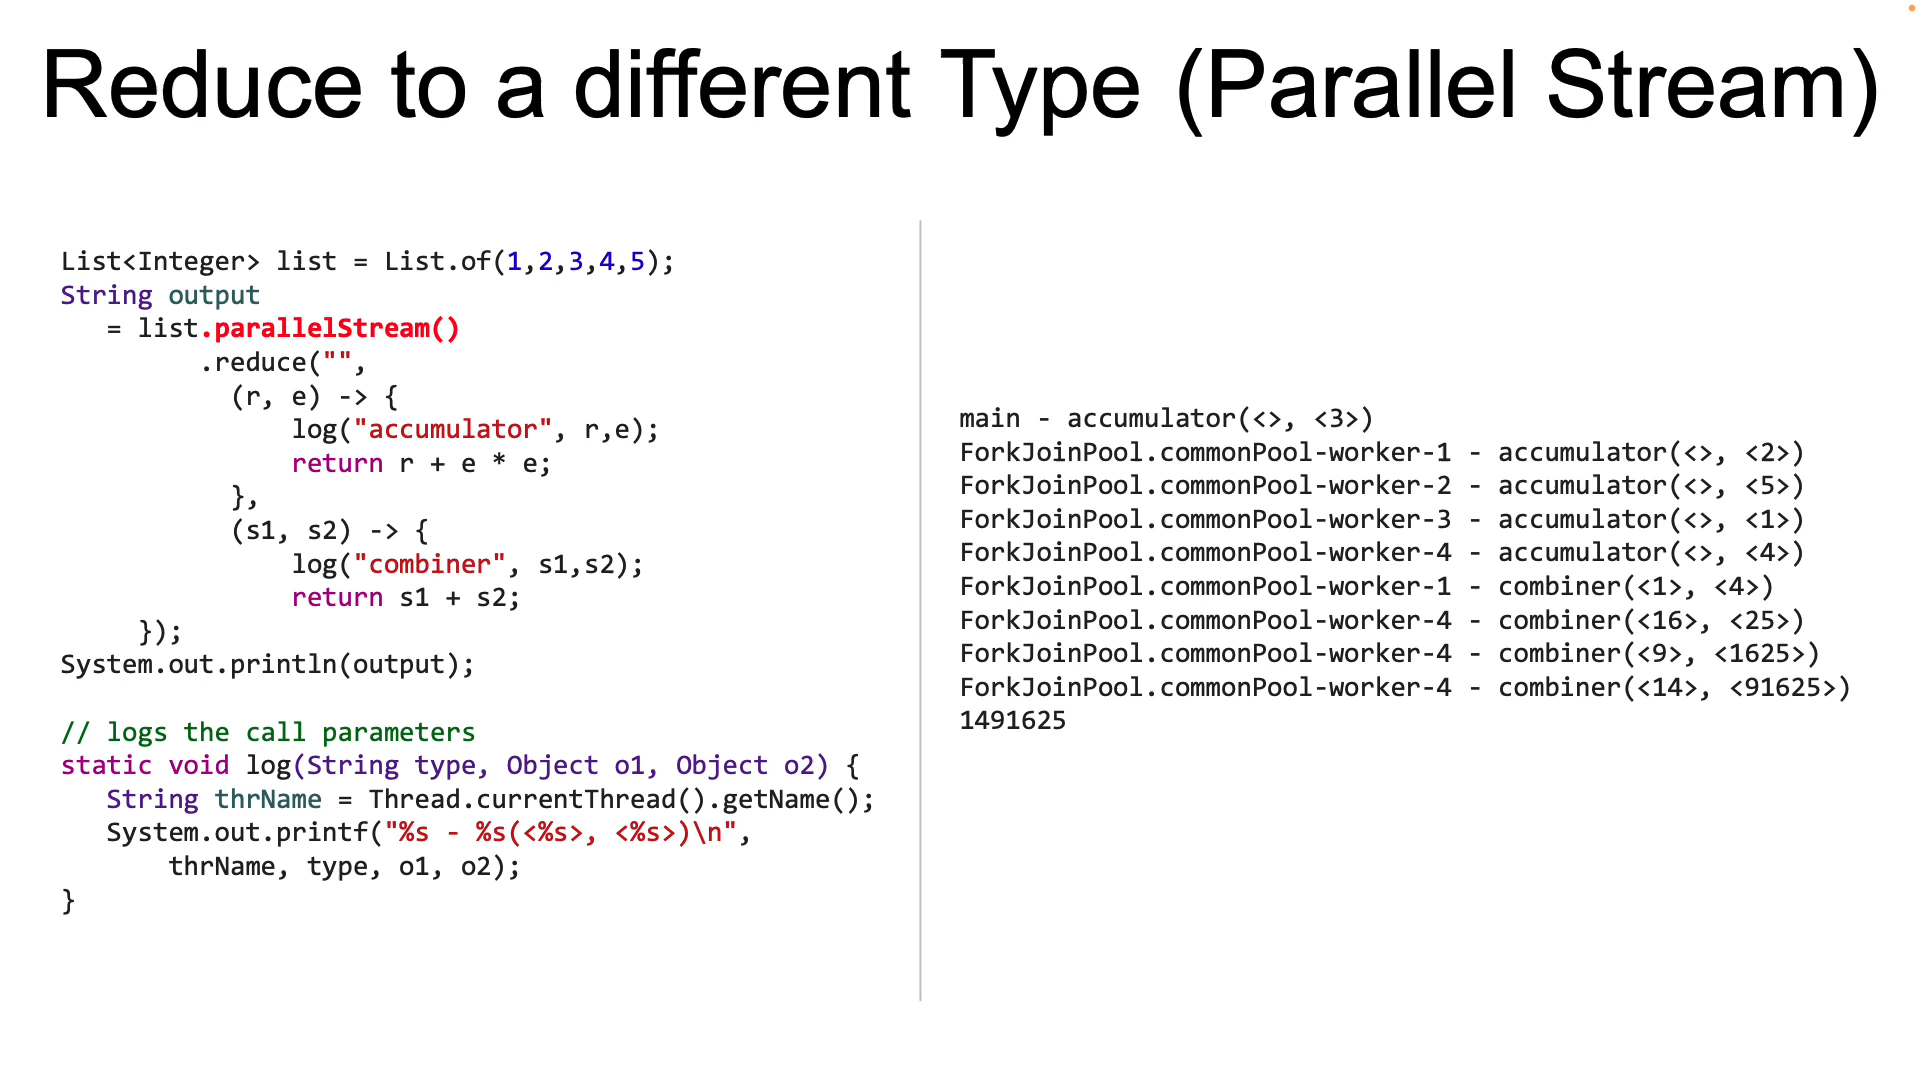 Reduce to a different Type (Parallel Stream)
List<Integer> list = List.of(1,2,3,4,5);
String output
   = list.parallelStream()
         .reduce("",
           (r, e) -> {
               log("accumulator", r,e);
               return r + e * e;
           },
           (s1, s2) -> {
               log("combiner", s1,s2);
               return s1 + s2;
     });
System.out.println(output);
// logs the call parameters
static void log(String type, Object o1, Object o2) {
   String thrName = Thread.currentThread().getName();
   System.out.printf("%s - %s(<%s>, <%s>)\n",
       thrName, type, o1, o2);
}
main - accumulator(<>, <3>)
ForkJoinPool.commonPool-worker-1 - accumulator(<>, <2>)
ForkJoinPool.commonPool-worker-2 - accumulator(<>, <5>)
ForkJoinPool.commonPool-worker-3 - accumulator(<>, <1>)
ForkJoinPool.commonPool-worker-4 - accumulator(<>, <4>)
ForkJoinPool.commonPool-worker-1 - combiner(<1>, <4>)
ForkJoinPool.commonPool-worker-4 - combiner(<16>, <25>)
ForkJoinPool.commonPool-worker-4 - combiner(<9>, <1625>)
ForkJoinPool.commonPool-worker-4 - combiner(<14>, <91625>)
1491625